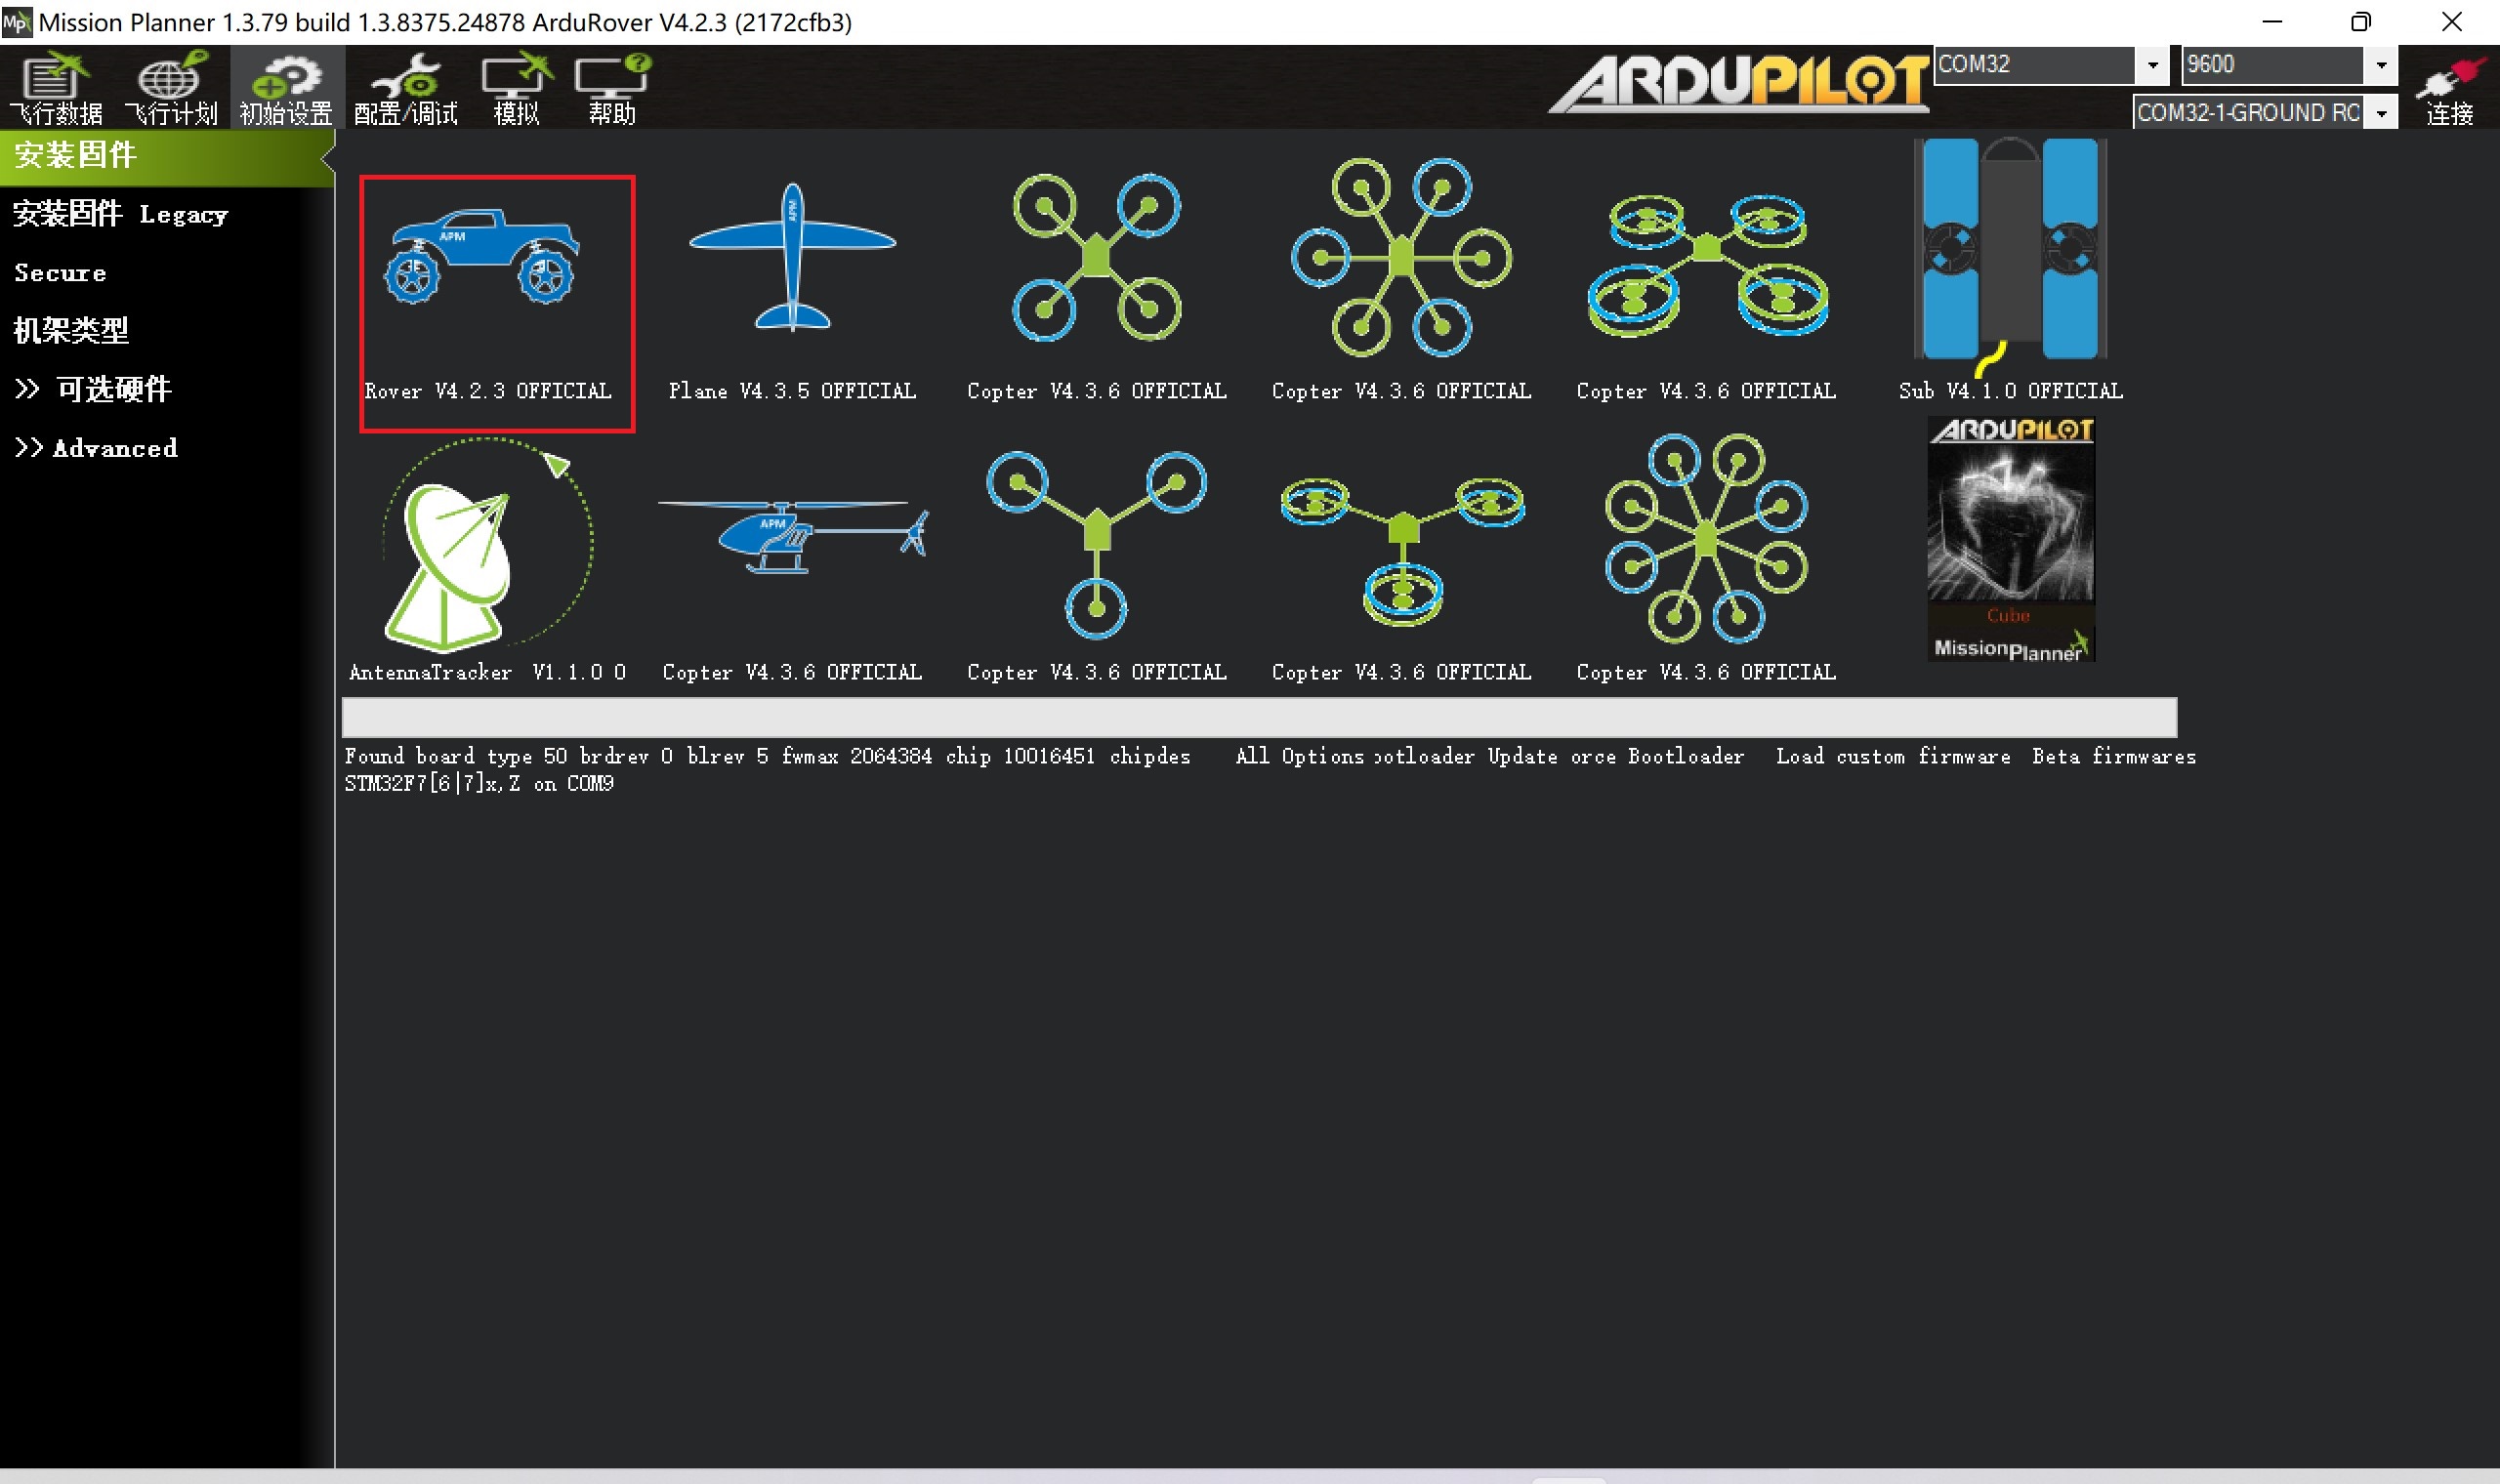 Mission Planner 1.3.79 build 1.3.8375.24878 ArduRover V4.2.3 (2172cfb3)
飞行数据 飞行计划 初始设置 配置/调试 模拟 帮助
ARDUPILOT
COM32
9600
COM32-1-GROUND RC
连接
安装固件
安装固件 Legacy
Secure
机架类型
>> 可选硬件
>> Advanced
APM
APM
Rover V4.2.3 OFFICIAL
Plane V4.3.5 OFFICIAL
Copter V4.3.6 OFFICIAL
Copter V4.3.6 OFFICIAL
Copter V4.3.6 OFFICIAL
Sub V4.1.0 OFFICIAL
APM
ARDUPILOT
Cube
MissionPlanner
AntennaTracker V1.1.0 O
Copter V4.3.6 OFFICIAL
Copter V4.3.6 OFFICIAL
Copter V4.3.6 OFFICIAL
Copter V4.3.6 OFFICIAL
Found board type 50 brdrev 0 blrev 5 fwmax 2064384 chip 10016451 chipdes
STM32F7[6|7]x,Z on COM9
All Options
ootloader Update
orce Bootloader
Load custom firmware
Beta firmwares